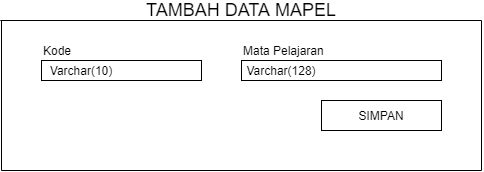 TAMBAH DATA MAPEL
Kode
Mata Pelajaran
Varchar(10)
Varchar(128)
SIMPAN